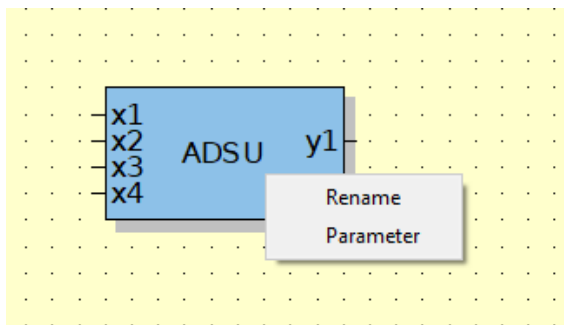 x1
x2
x3
x4
ADSU
y1
Rename
Parameter